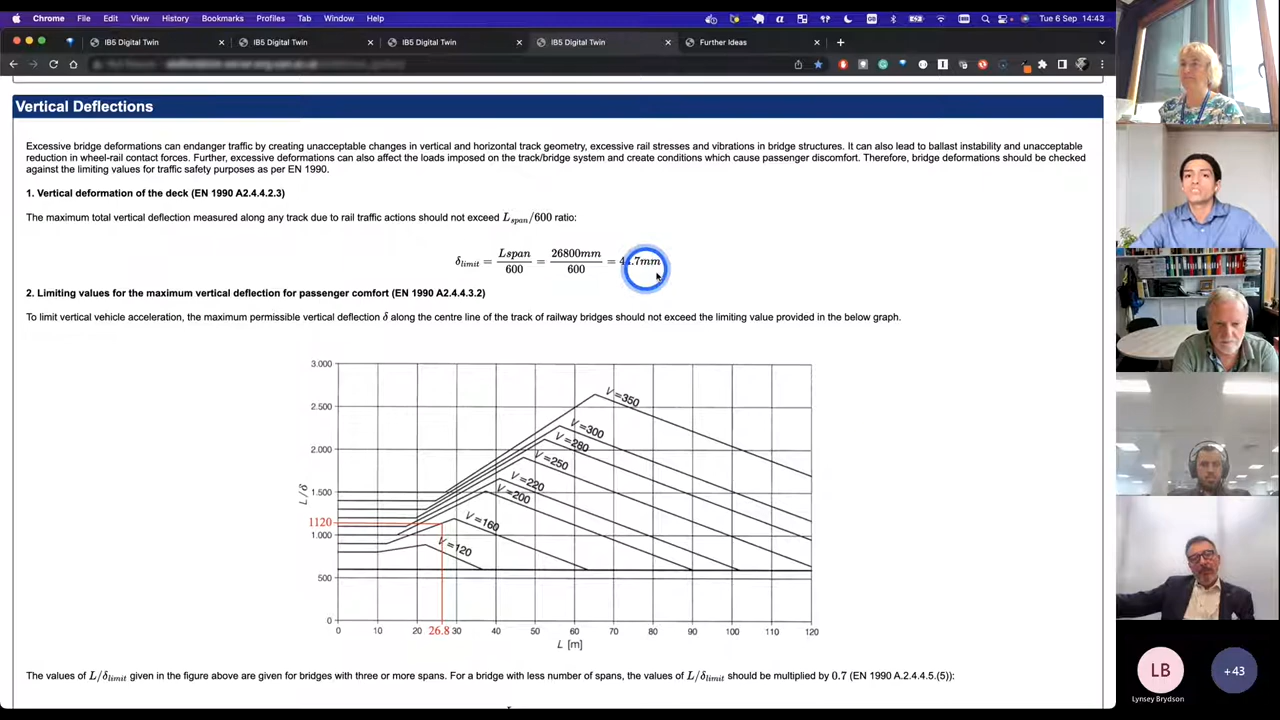 Chrome File Edit View History Bookmarks Profiles Tab Window Help
Tue 6 Sep 14:43
IB5 Digital Twin
IB5 Digital Twin
IB5 Digital Twin
IB5 Digital Twin
Further Ideas
Vertical Deflections
Excessive bridge deformations can endanger traffic by creating unacceptable changes in vertical and horizontal track geometry, excessive rail stresses and vibrations in bridge structures. It can also lead to ballast instability and unacceptable
reduction in wheel-rail contact forces. Further, excessive deformations can also affect the loads imposed on the track/bridge system and create conditions which cause passenger discomfort. Therefore, bridge deformations should be checked
against the limiting values for traffic safety purposes as per EN 1990.
1. Vertical deformation of the deck (EN 1990 A2.4.4.2.3)
The maximum total vertical deflection measured along any track due to rail traffic actions should not exceed Lspan/600 ratio:
δlimit = Lspan/600 = 26800mm/600 = 44.7mm
2. Limiting values for the maximum vertical deflection for passenger comfort (EN 1990 A2.4.4.3.2)
To limit vertical vehicle acceleration, the maximum permissible vertical deflection δ along the centre line of the track of railway bridges should not exceed the limiting value provided in the below graph.
3.000
2.500
2.000
1.500
1120
1.000
500
0
L/δ
V=350
V=300
V=280
V=250
V=220
V=200
V=160
V=120
0 10 20 26.8 30 40 50 60 70 80 90 100 110 120
L [m]
The values of L/δlimit given in the figure above are given for bridges with three or more spans. For a bridge with less number of spans, the values of L/δlimit should be multiplied by 0.7 (EN 1990 A.2.4.4.5.(5)):
LB
+43
Lynsey Brydson